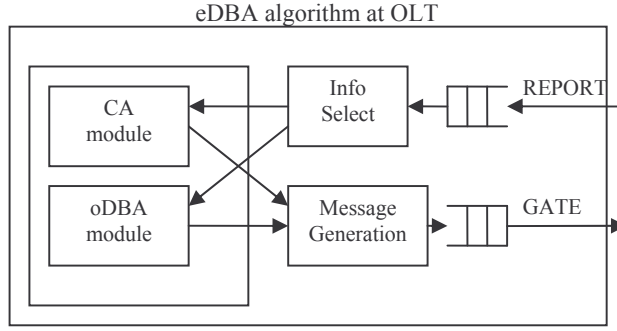 eDBA algorithm at OLT
CA
module
Info
Select
REPORT
oDBA
module
Message
Generation
GATE